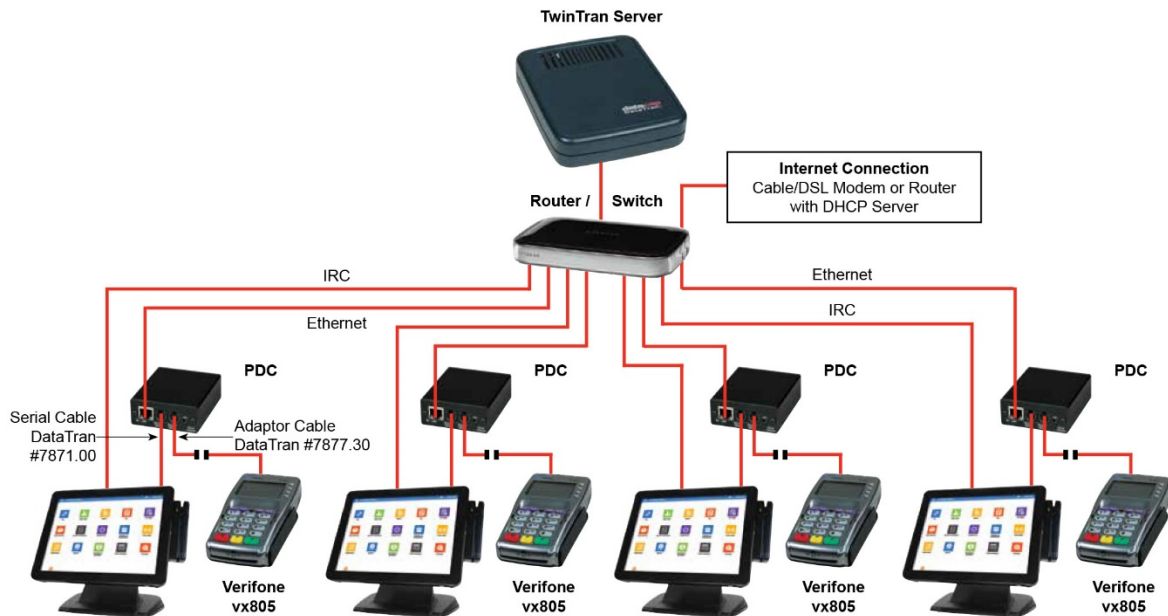 TwinTran Server
Internet Connection
Cable/DSL Modem or Router
with DHCP Server
Router / Switch
IRC
Ethernet
Ethernet
IRC
PDC
PDC
PDC
PDC
Serial Cable
DataTran
#7871.00
Adaptor Cable
DataTran #7877.30
Verifone
vx805
Verifone
vx805
Verifone
vx805
Verifone
vx805